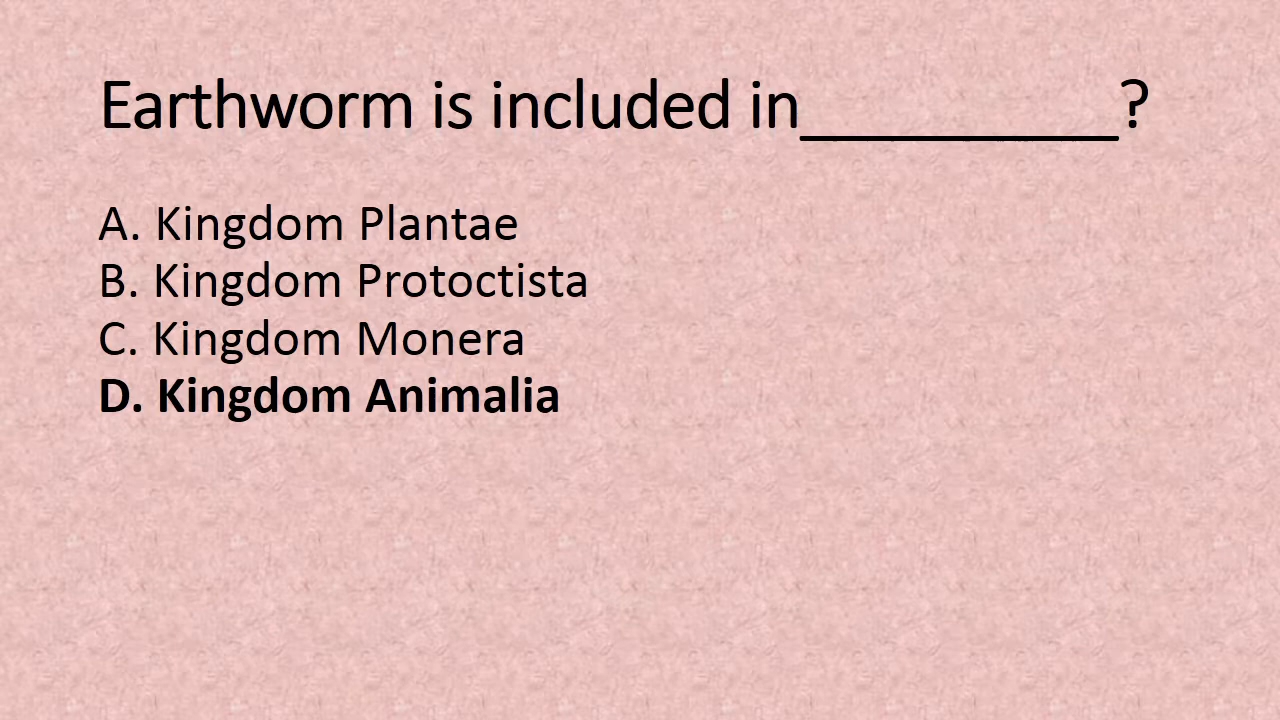 Earthworm is included in__________?
A. Kingdom Plantae
B. Kingdom Protoctista
C. Kingdom Monera
D. Kingdom Animalia